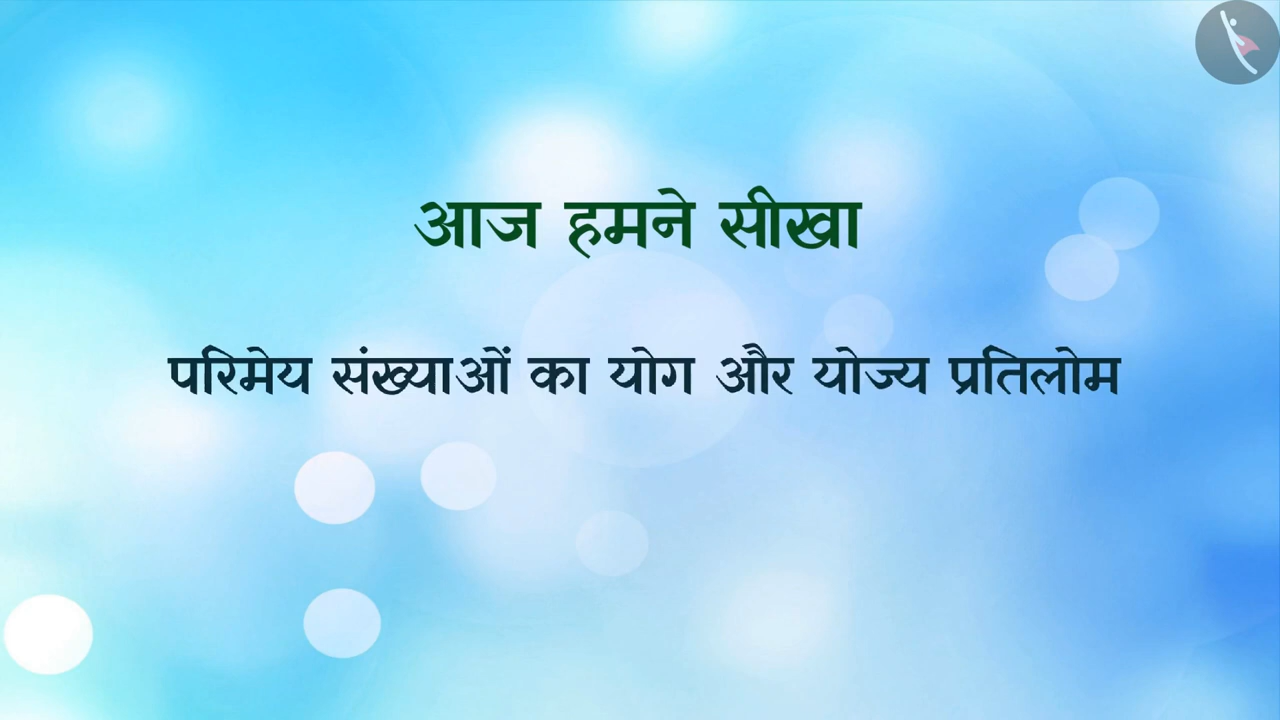 आज हमने सीखा
परिमेय संख्याओं का योग और योज्य प्रतिलोम